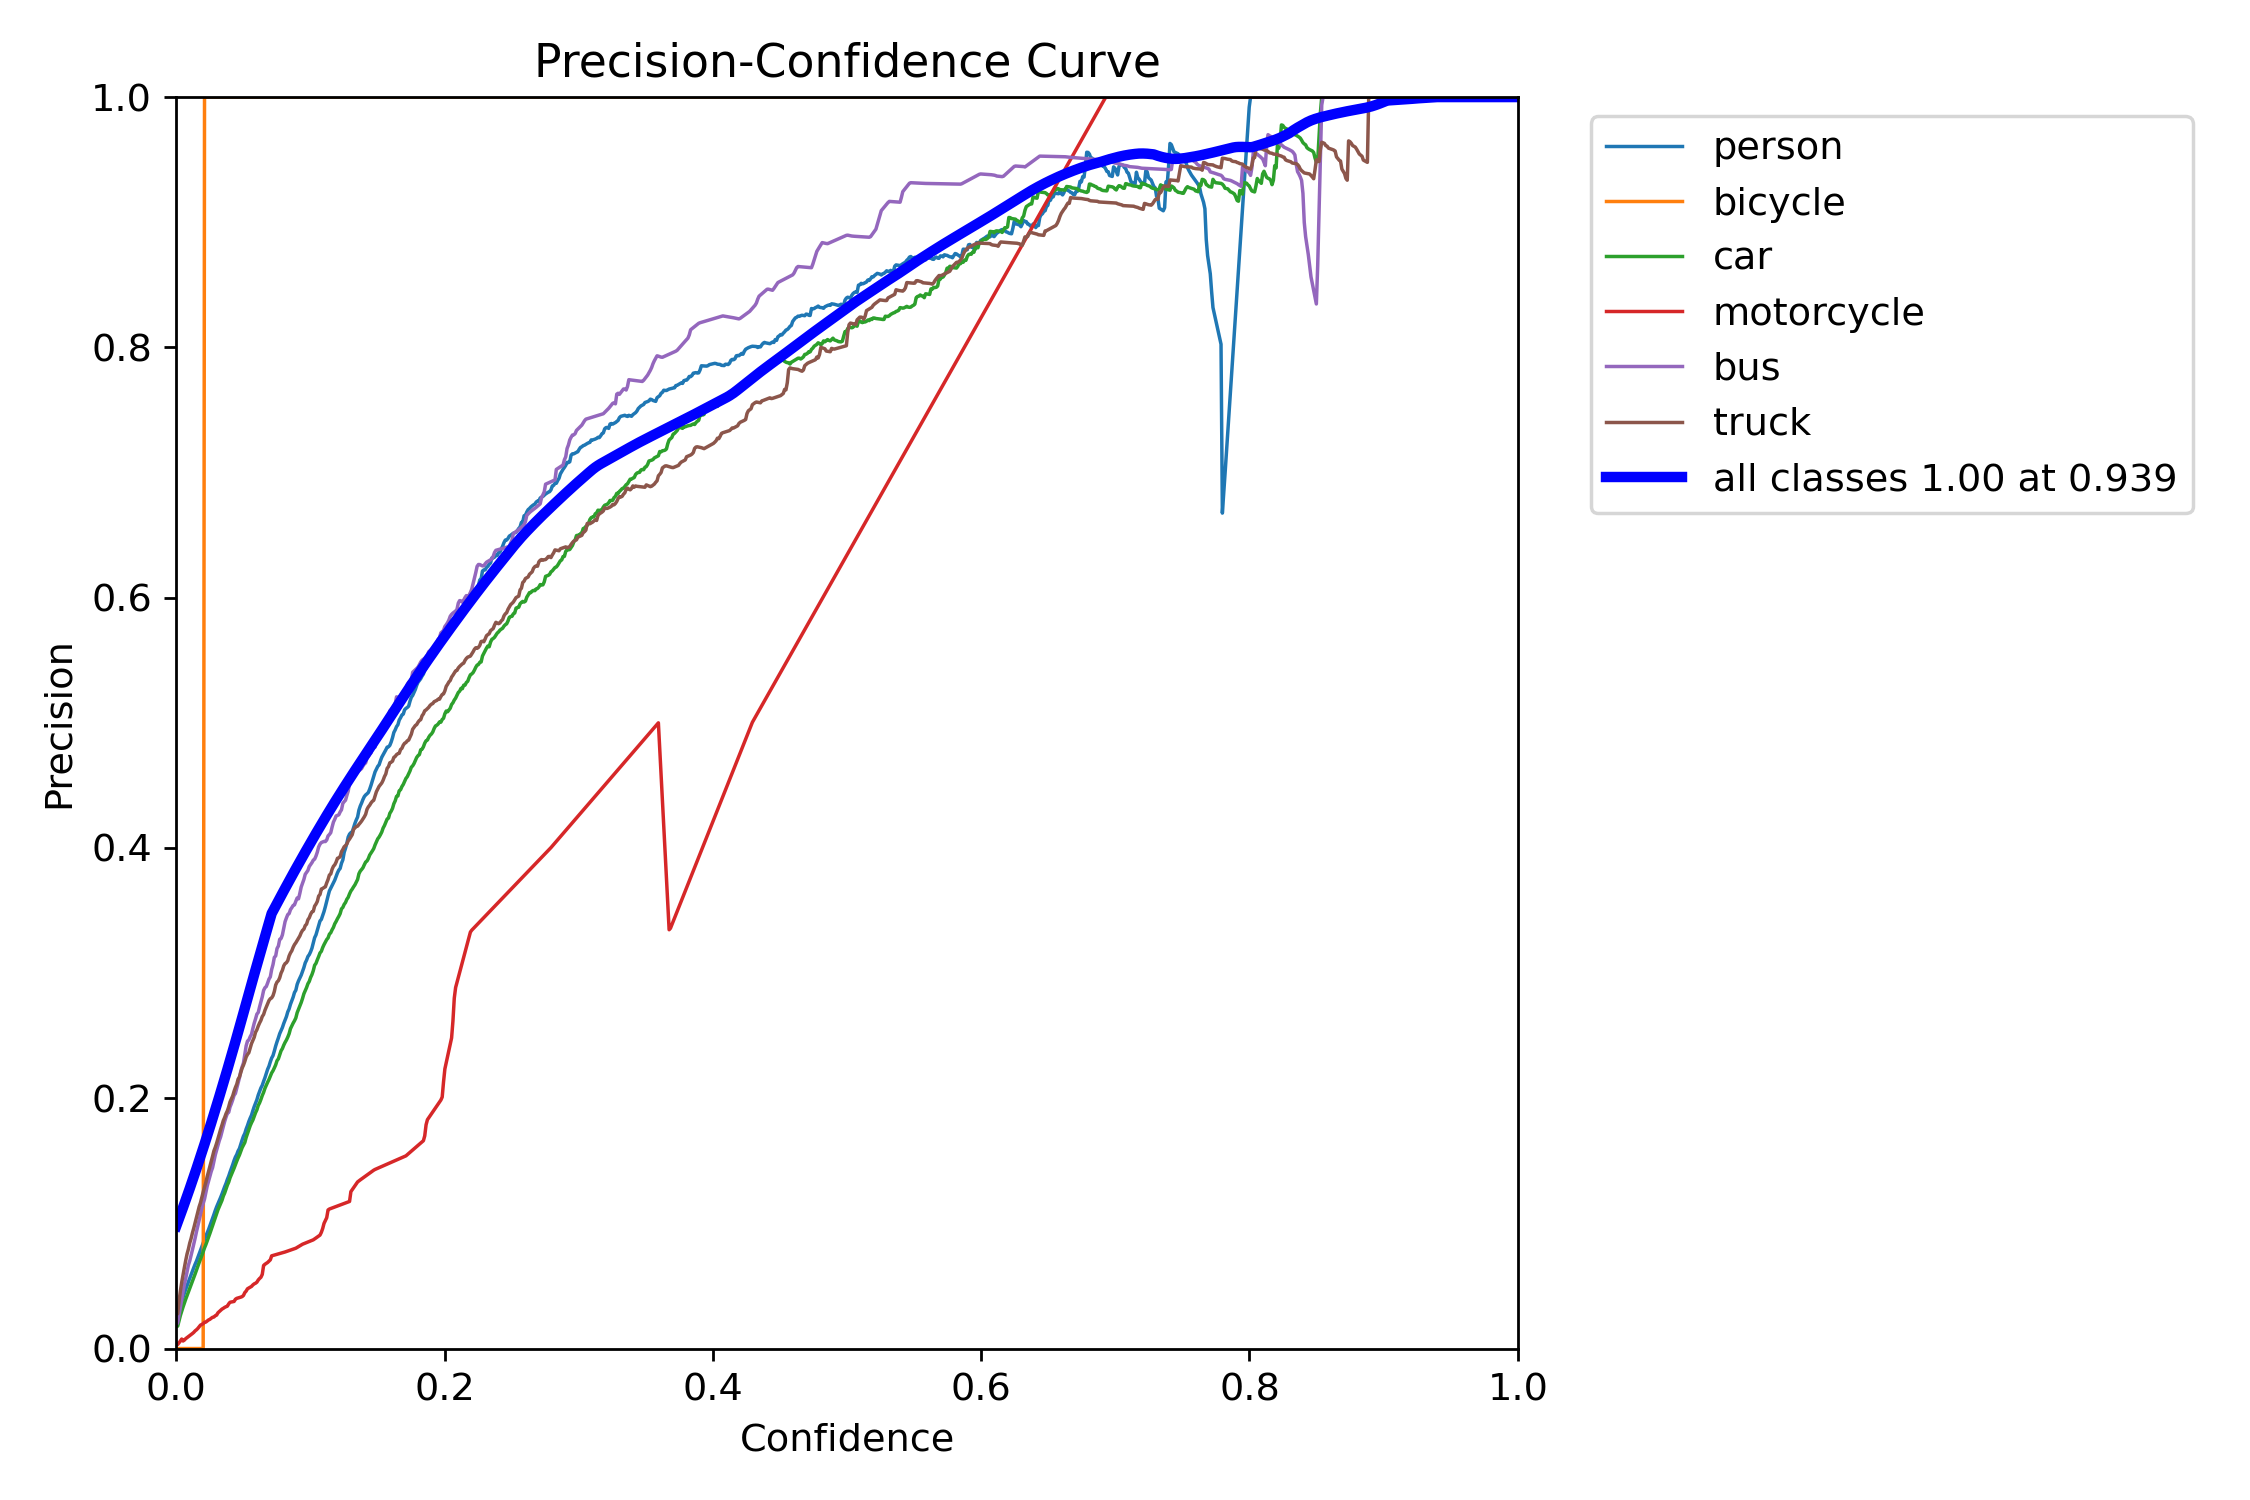 Precision-Confidence Curve
1.0
0.8
0.6
0.4
0.2
0.0
Precision
0.0 0.2 0.4 0.6 0.8 1.0
Confidence
person
bicycle
car
motorcycle
bus
truck
all classes 1.00 at 0.939